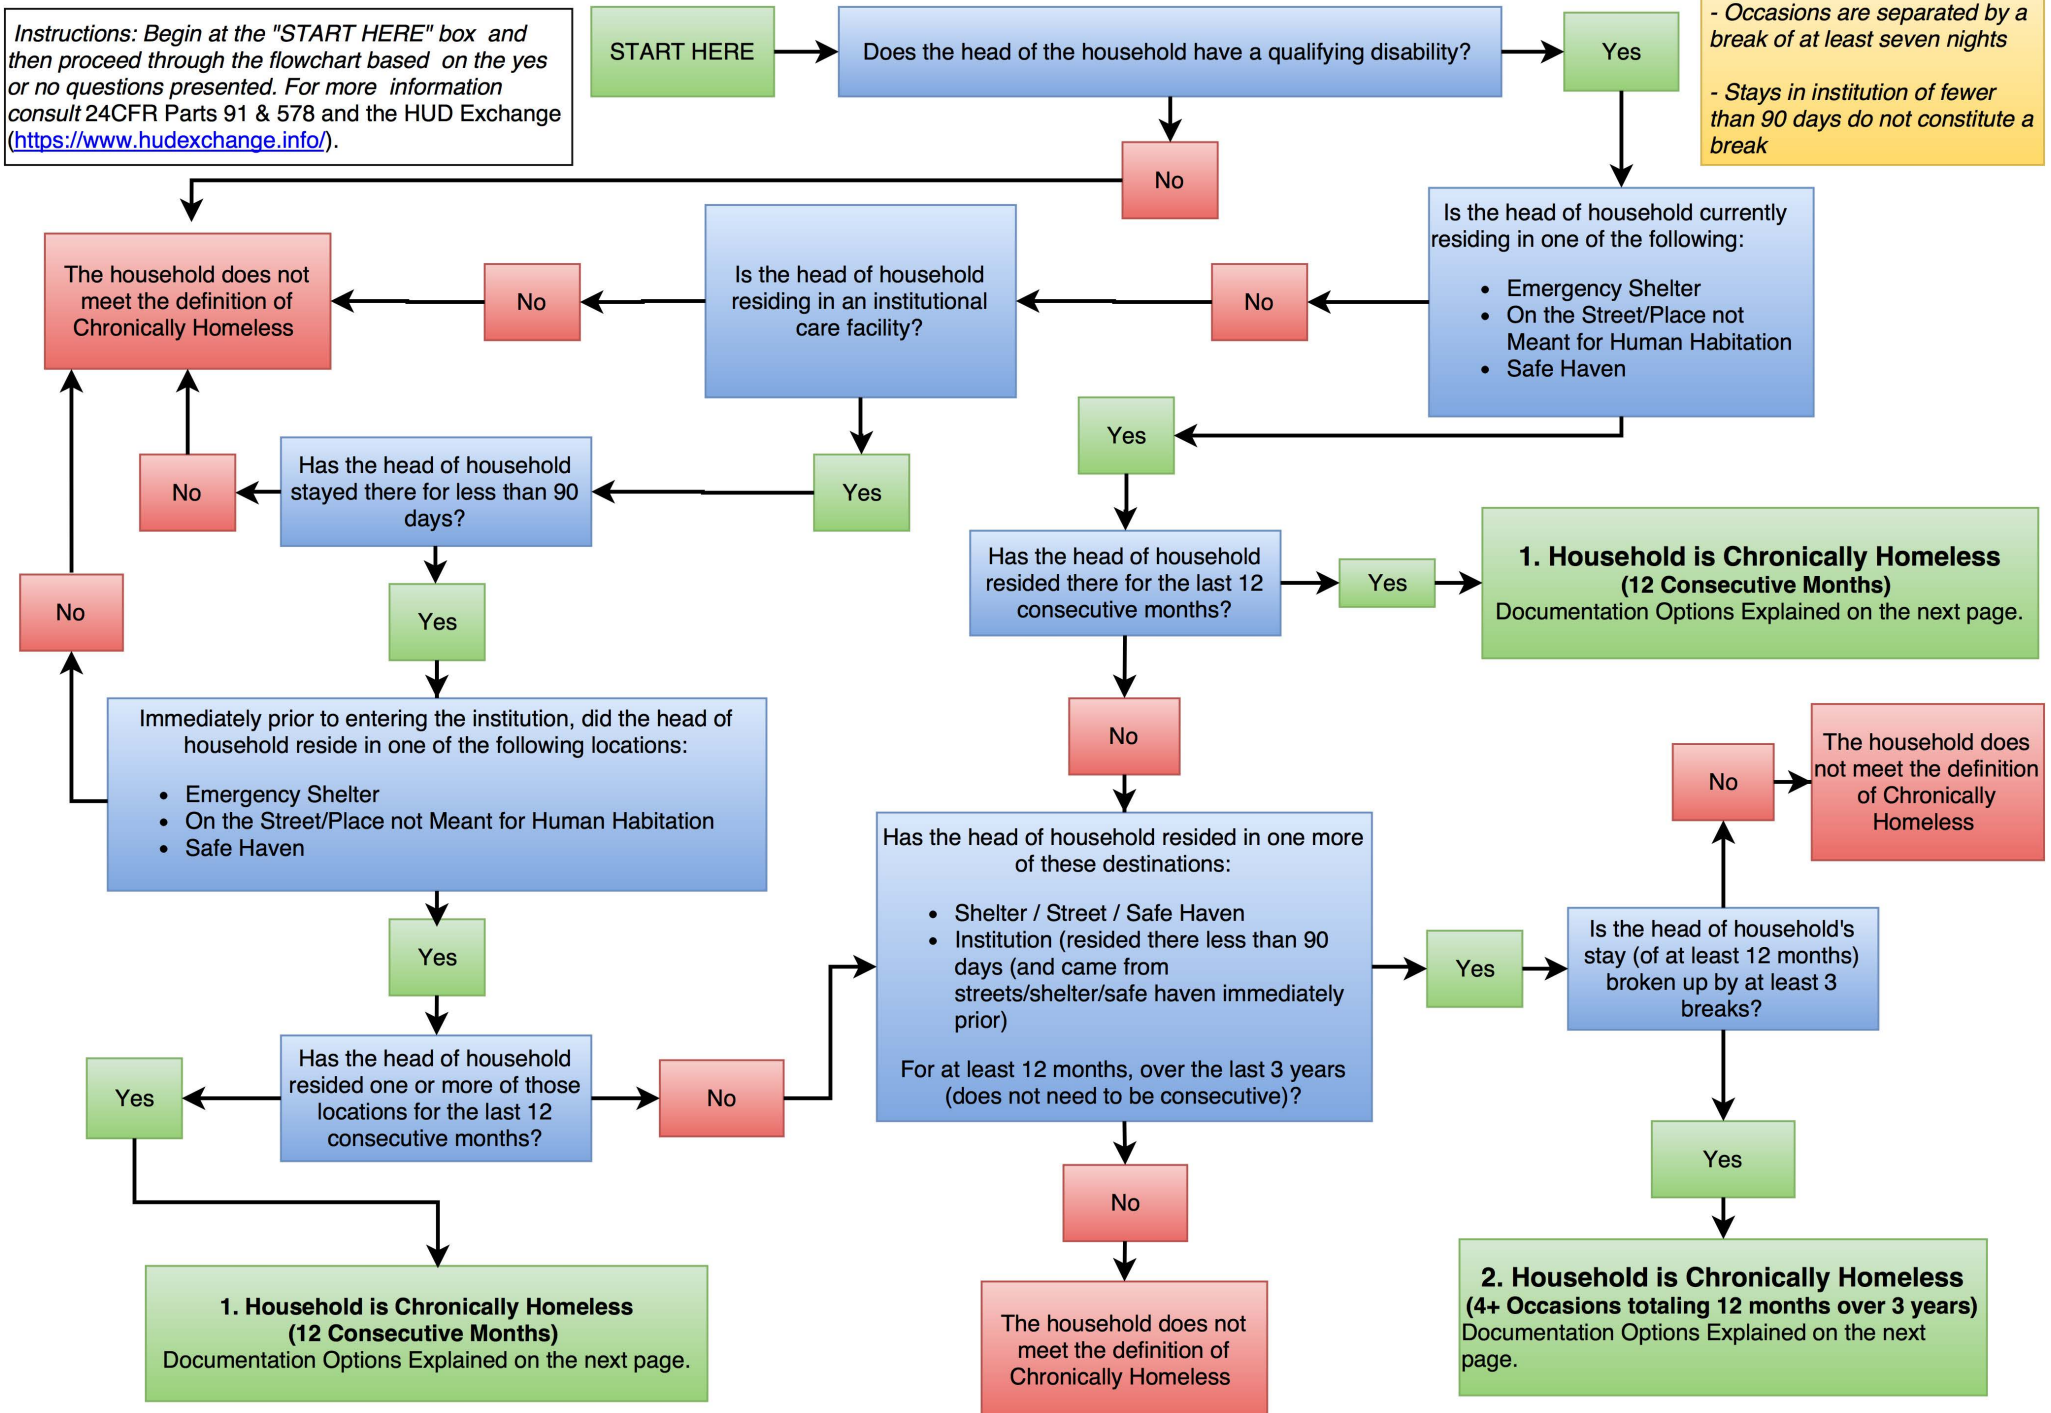 Instructions: Begin at the "START HERE" box and
then proceed through the flowchart based on the yes
or no questions presented. For more information
consult 24CFR Parts 91 & 578 and the HUD Exchange
(https://www.hudexchange.info/).
START HERE
Does the head of the household have a qualifying disability?
Yes
- Occasions are separated by a
break of at least seven nights
- Stays in institution of fewer
than 90 days do not constitute a
break
No
Is the head of household currently
residing in one of the following:
• Emergency Shelter
• On the Street/Place not
Meant for Human Habitation
• Safe Haven
No
Is the head of household
residing in an institutional
care facility?
No
The household does not
meet the definition of
Chronically Homeless
Yes
Yes
Has the head of household
stayed there for less than 90
days?
No
Has the head of household
resided there for the last 12
consecutive months?
Yes
1. Household is Chronically Homeless
(12 Consecutive Months)
Documentation Options Explained on the next page.
No
Yes
No
Immediately prior to entering the institution, did the head of
household reside in one of the following locations:
• Emergency Shelter
• On the Street/Place not Meant for Human Habitation
• Safe Haven
Yes
Has the head of household
resided one or more of those
locations for the last 12
consecutive months?
Yes
No
1. Household is Chronically Homeless
(12 Consecutive Months)
Documentation Options Explained on the next page.
Has the head of household resided in one more
of these destinations:
• Shelter / Street / Safe Haven
• Institution (resided there less than 90
days (and came from
streets/shelter/safe haven immediately
prior)
For at least 12 months, over the last 3 years
(does not need to be consecutive)?
No
The household does not
meet the definition of
Chronically Homeless
Yes
Is the head of household's
stay (of at least 12 months)
broken up by at least 3
breaks?
No
The household does
not meet the definition
of Chronically
Homeless
Yes
2. Household is Chronically Homeless
(4+ Occasions totaling 12 months over 3 years)
Documentation Options Explained on the next
page.